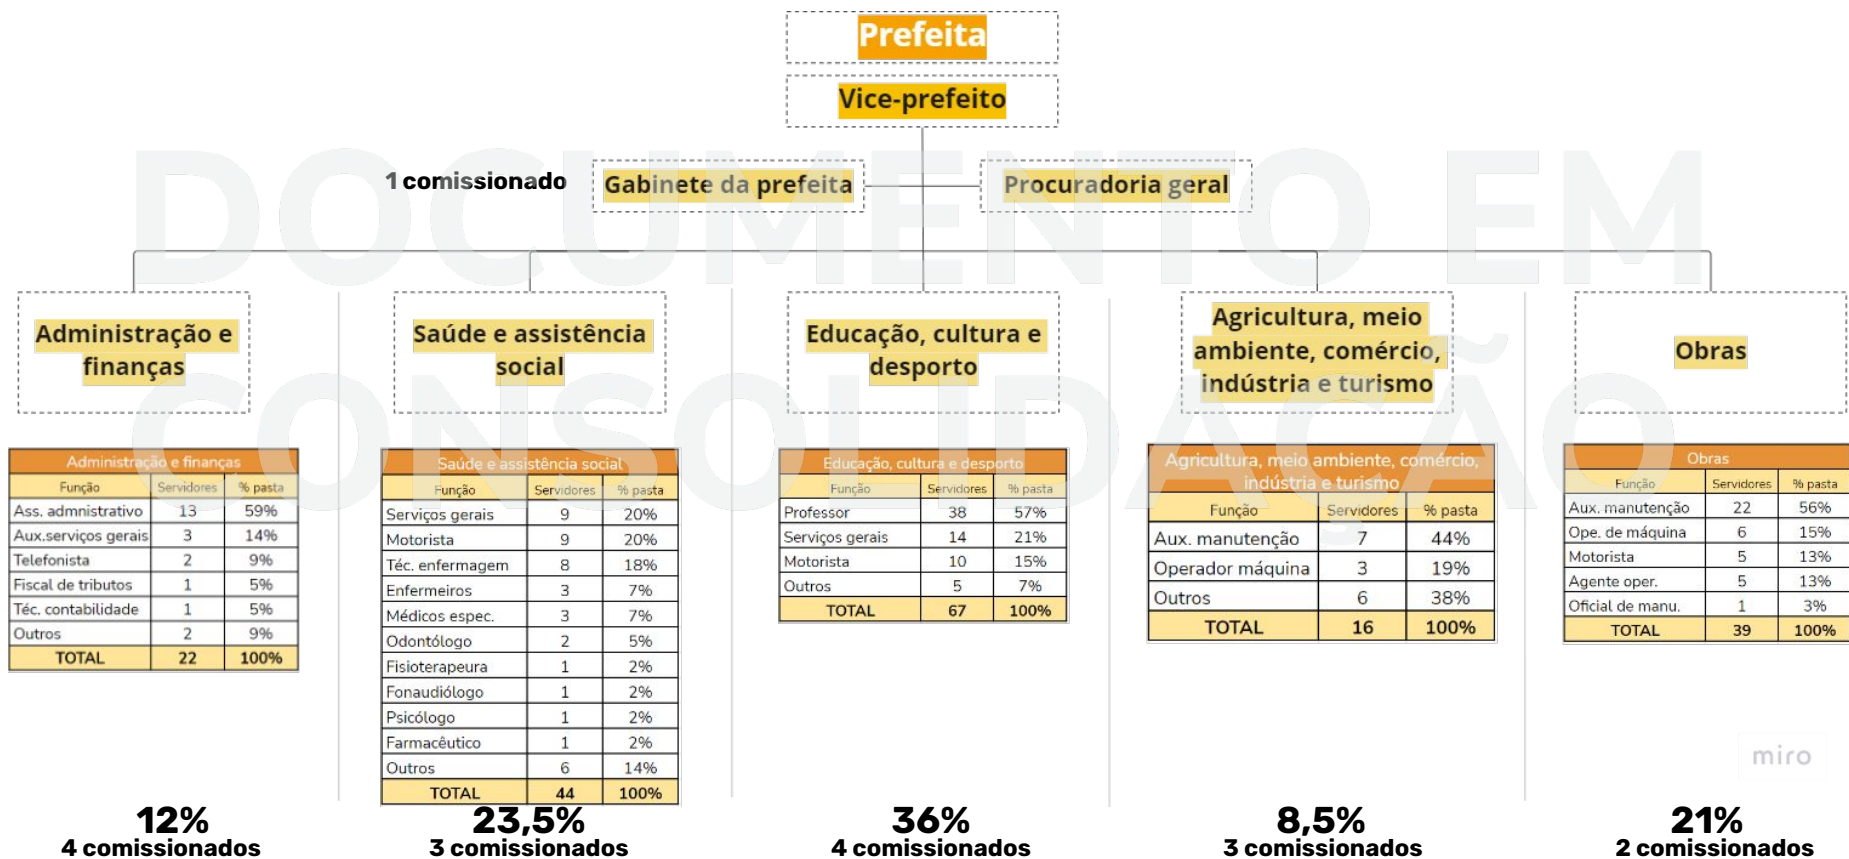 Prefeita
Vice-prefeito
1 comissionado
Gabinete da prefeita
Procuradoria geral
DOCUMENTO EM
CONSOLIDAÇÃO
Administração e
finanças
Saúde e assistência
social
Educação, cultura e
desporto
Agricultura, meio
ambiente, comércio,
indústria e turismo
Obras
Administração e finanças
Função Servidores % pasta
Ass. admnistrativo 13 59%
Aux.serviços gerais 3 14%
Telefonista 2 9%
Fiscal de tributos 1 5%
Téc. contabilidade 1 5%
Outros 2 9%
TOTAL 22 100%
12%
4 comissionados
Saúde e assistência social
Função Servidores % pasta
Serviços gerais 9 20%
Motorista 9 20%
Téc. enfermagem 8 18%
Enfermeiros 3 7%
Médicos espec. 3 7%
Odontólogo 2 5%
Fisioterapeura 1 2%
Fonaudiólogo 1 2%
Psicólogo 1 2%
Farmacêutico 1 2%
Outros 6 14%
TOTAL 44 100%
23,5%
3 comissionados
Educação, cultura e desporto
Função Servidores % pasta
Professor 38 57%
Serviços gerais 14 21%
Motorista 10 15%
Outros 5 7%
TOTAL 67 100%
36%
4 comissionados
Agricultura, meio ambiente, comércio,
indústria e turismo
Função Servidores % pasta
Aux. manutenção 7 44%
Operador máquina 3 19%
Outros 6 38%
TOTAL 16 100%
8,5%
3 comissionados
Obras
Função Servidores % pasta
Aux. manutenção 22 56%
Ope. de máquina 6 15%
Motorista 5 13%
Agente oper. 5 13%
Oficial de manu. 1 3%
TOTAL 39 100%
miro
21%
2 comissionados